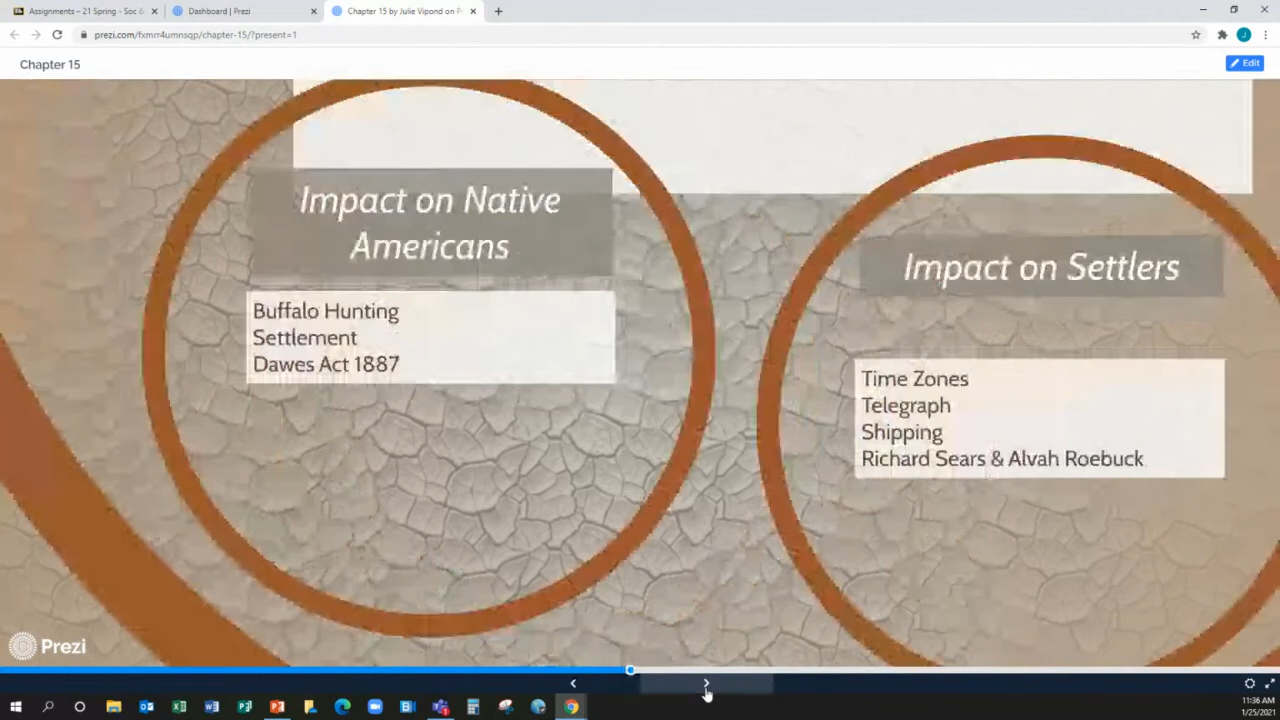 Assignments – 21 Spring - Soc &
Dashboard | Prezi
Chapter 15 by Julie Vipond on P
prezi.com/fxmrr4umnsqp/chapter-15/?present=1
Chapter 15
Edit
Impact on Native
Americans
Buffalo Hunting
Settlement
Dawes Act 1887
Impact on Settlers
Time Zones
Telegraph
Shipping
Richard Sears & Alvah Roebuck
Prezi
11:36 AM
1/25/2021